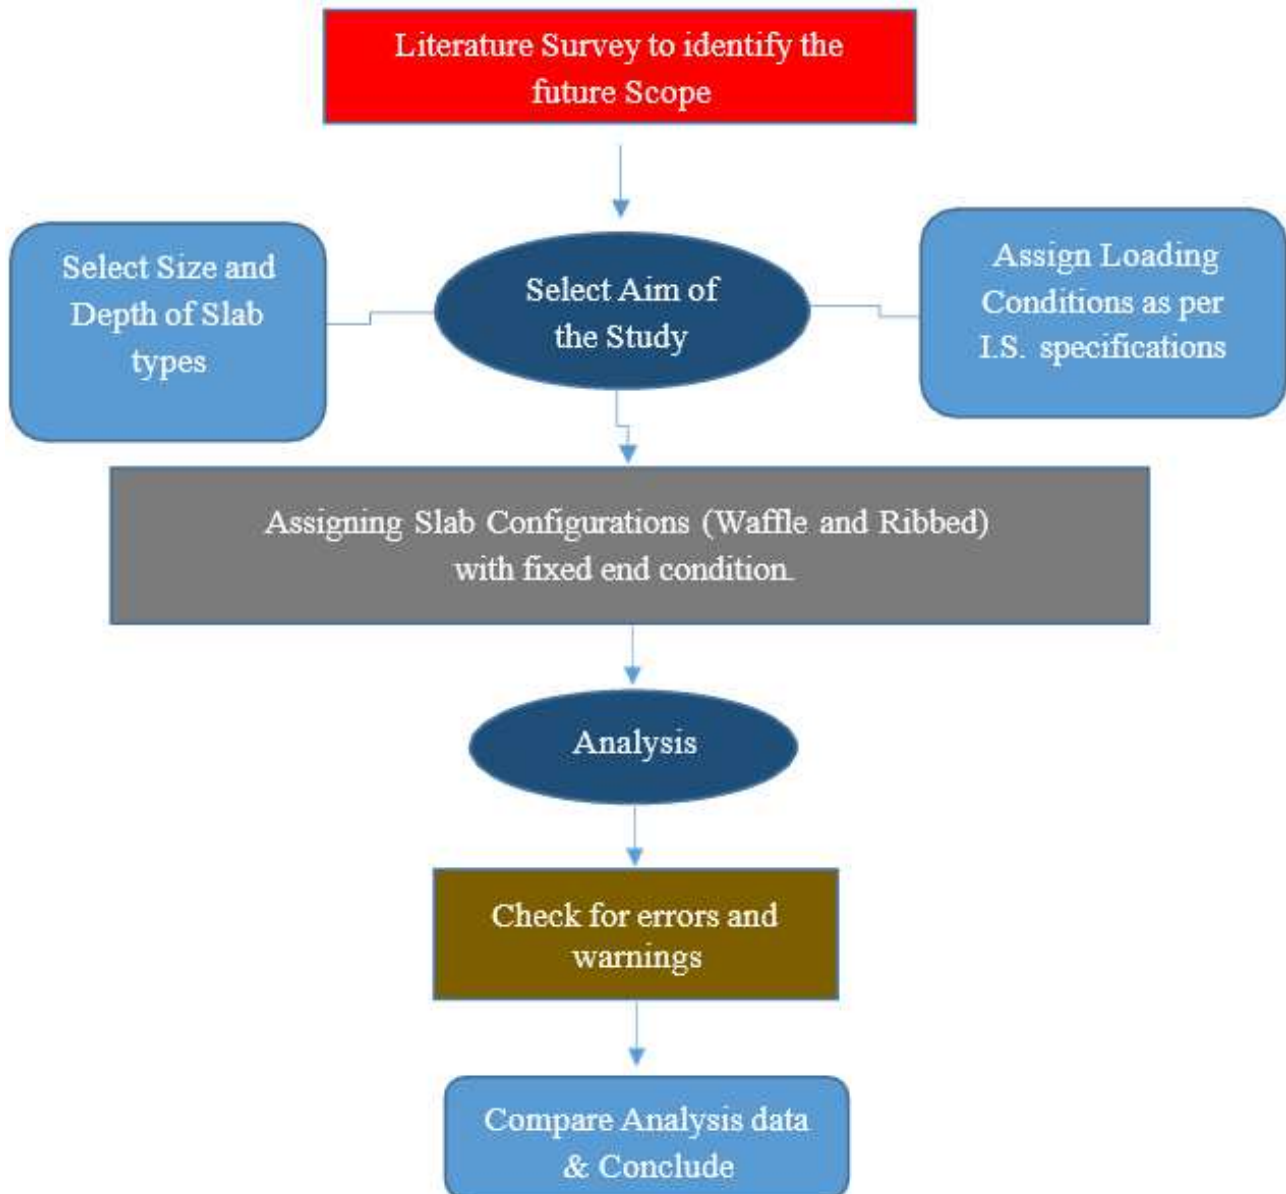 Literature Survey to identify the
future Scope
Select Size and
Depth of Slab
types
Select Aim of
the Study
Assign Loading
Conditions as per
I.S. specifications
Assigning Slab Configurations (Waffle and Ribbed)
with fixed end condition.
Analysis
Check for errors and
warnings
Compare Analysis data
& Conclude